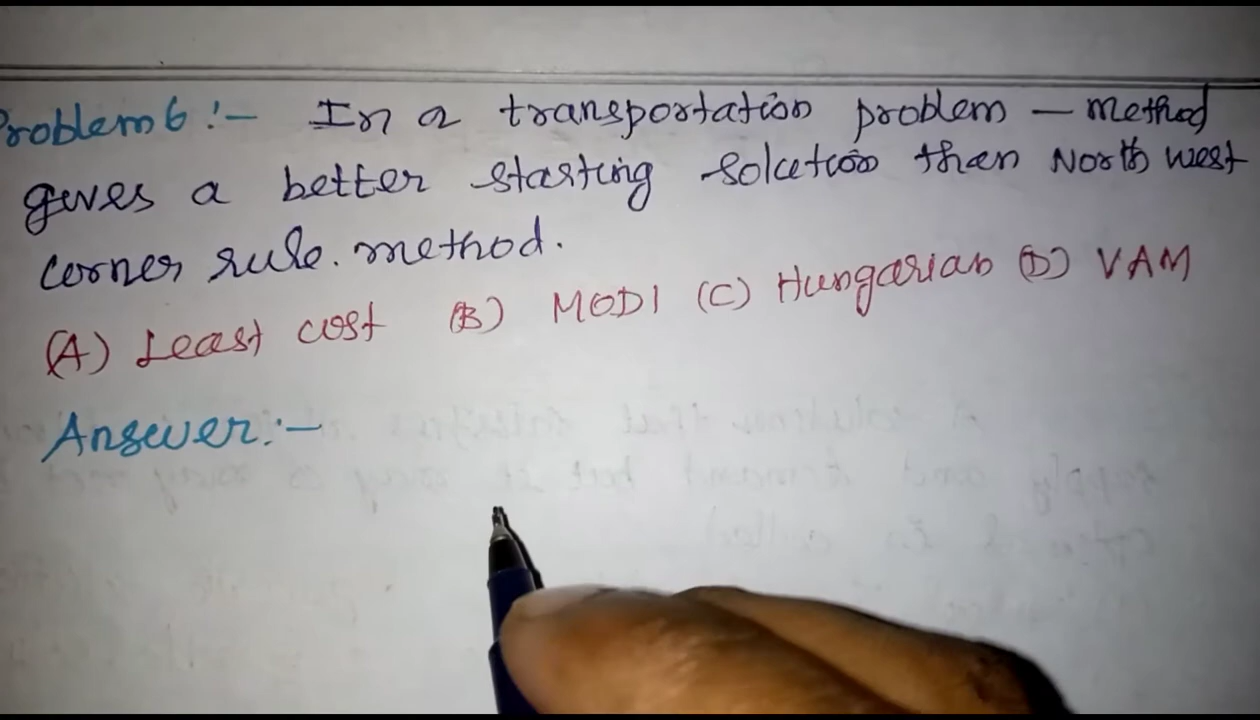 Problem 6 :- In a transportation problem — method
gives a better starting solution then North west
corner rule. method.
(A) Least cost (B) MODI (C) Hungarian (D) VAM
Answer:-